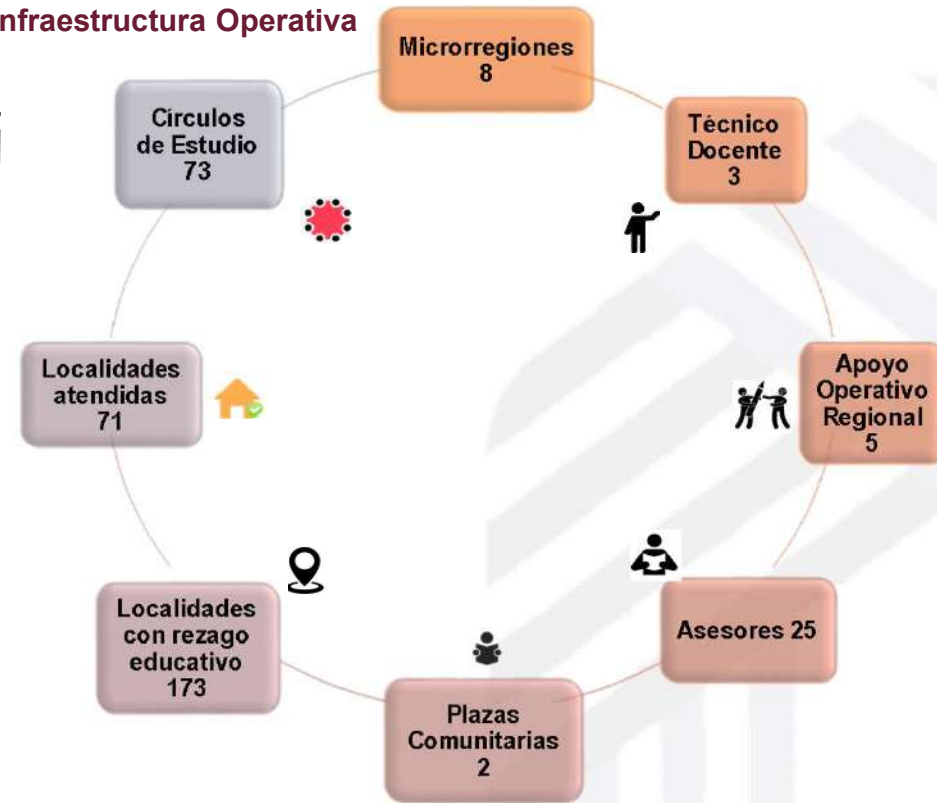 nfraestructura Operativa
Microrregiones
8
Técnico
Docente
3
Apoyo
Operativo
Regional
5
Asesores 25
Plazas
Comunitarias
2
Localidades
con rezago
educativo
173
Localidades
atendidas
71
Círculos
de Estudio
73